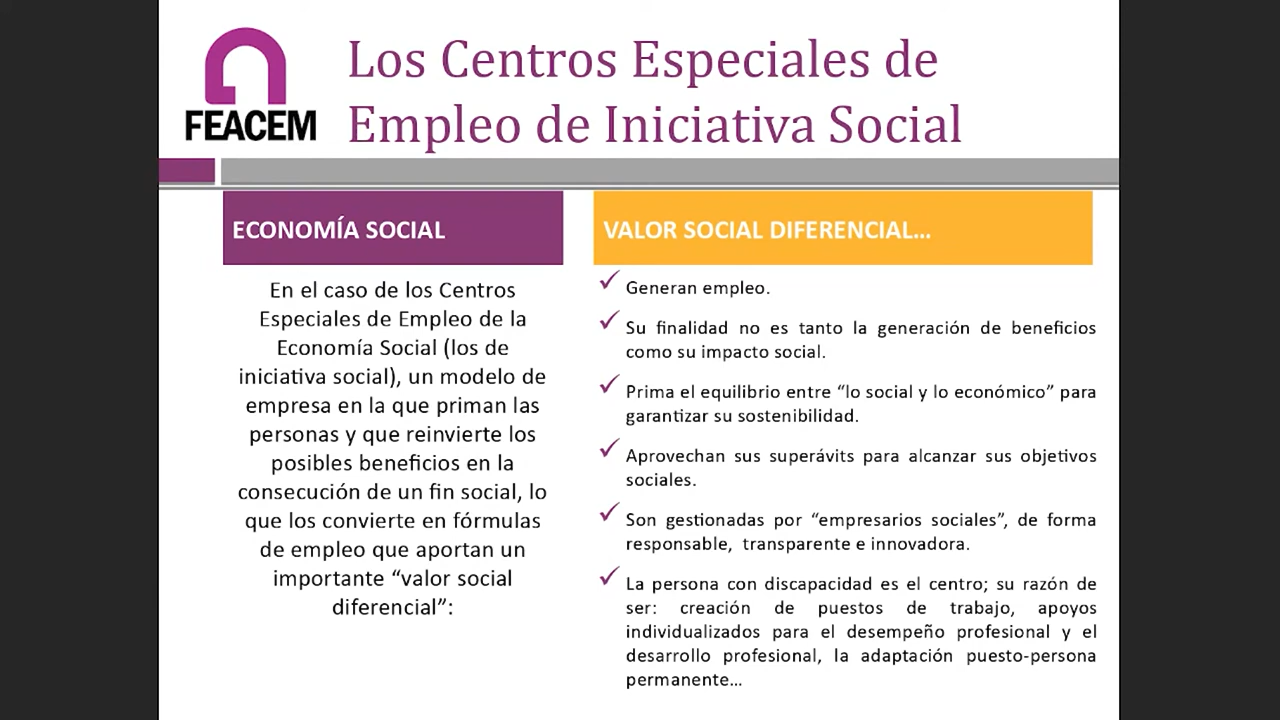 FEACEM
Los Centros Especiales de
Empleo de Iniciativa Social
ECONOMÍA SOCIAL
En el caso de los Centros
Especiales de Empleo de la
Economía Social (los de
iniciativa social), un modelo de
empresa en la que priman las
personas y que reinvierte los
posibles beneficios en la
consecución de un fin social, lo
que los convierte en fórmulas
de empleo que aportan un
importante “valor social
diferencial”:
VALOR SOCIAL DIFERENCIAL…
Generan empleo.
Su finalidad no es tanto la generación de beneficios
como su impacto social.
Prima el equilibrio entre “lo social y lo económico” para
garantizar su sostenibilidad.
Aprovechan sus superávits para alcanzar sus objetivos
sociales.
Son gestionadas por “empresarios sociales”, de forma
responsable, transparente e innovadora.
La persona con discapacidad es el centro; su razón de
ser: creación de puestos de trabajo, apoyos
individualizados para el desempeño profesional y el
desarrollo profesional, la adaptación puesto-persona
permanente…